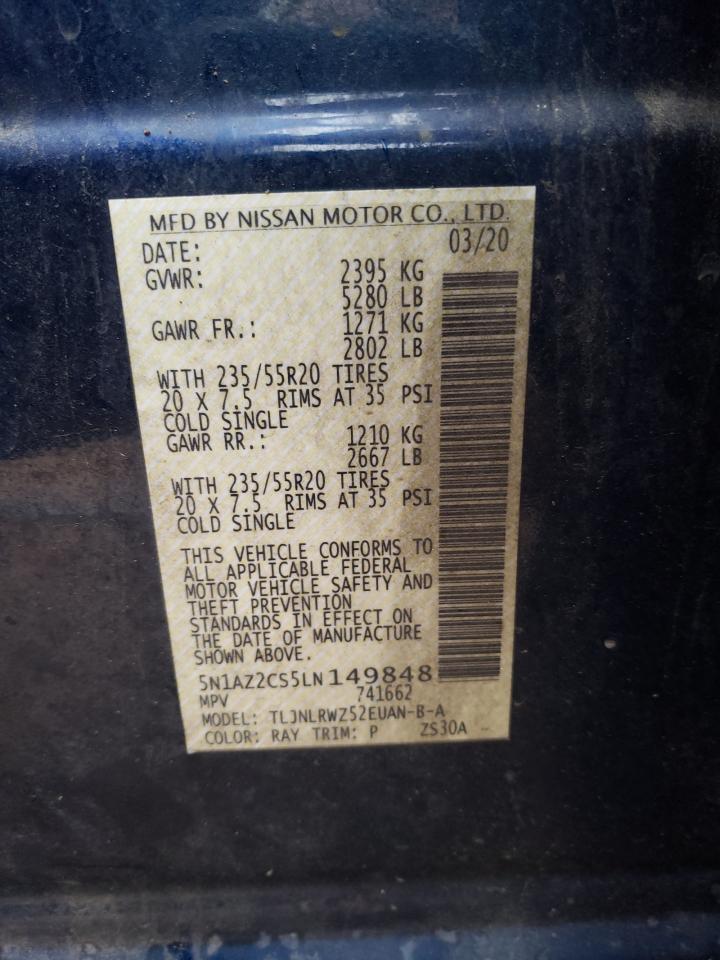 MFD BY NISSAN MOTOR CO., LTD.
DATE: 03/20
GVWR: 2395 KG
5280 LB
GAWR FR.: 1271 KG
2802 LB
WITH 235/55R20 TIRES
20 X 7.5 RIMS AT 35 PSI
COLD SINGLE
GAWR RR.: 1210 KG
2667 LB
WITH 235/55R20 TIRES
20 X 7.5 RIMS AT 35 PSI
COLD SINGLE
THIS VEHICLE CONFORMS TO
ALL APPLICABLE FEDERAL
MOTOR VEHICLE SAFETY AND
THEFT PREVENTION
STANDARDS IN EFFECT ON
THE DATE OF MANUFACTURE
SHOWN ABOVE.
5N1AZ2CS5LN149848
MPV 741662
MODEL: TLJNLRWZ52EUAN-B-A
COLOR: RAY TRIM: P ZS30A